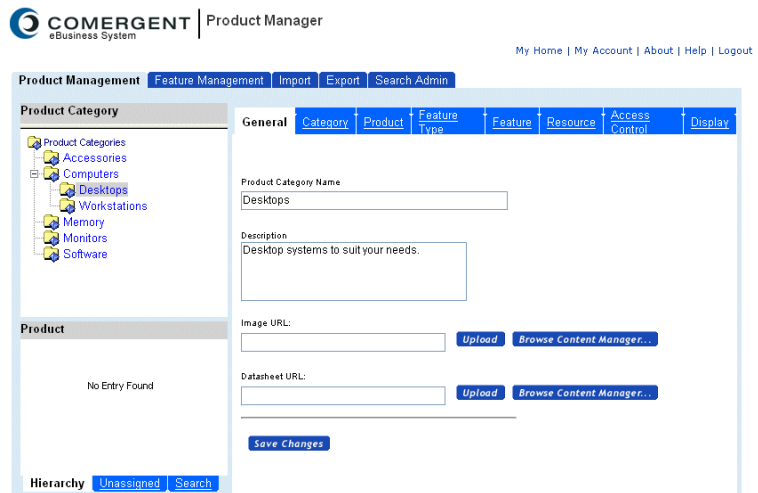 COMERGENT
eBusiness System
Product Manager
My Home | My Account | About | Help | Logout
Product Management Feature Management Import Export Search Admin
Product Category
Product Categories
Accessories
Computers
Desktops
Workstations
Memory
Monitors
Software
Product
No Entry Found
Hierarchy Unassigned Search
General Category Product Feature Type Feature Resource Access Control Display
Product Category Name
Desktops
Description
Desktop systems to suit your needs.
Image URL:
Upload Browse Content Manager...
Datasheet URL:
Upload Browse Content Manager...
Save Changes